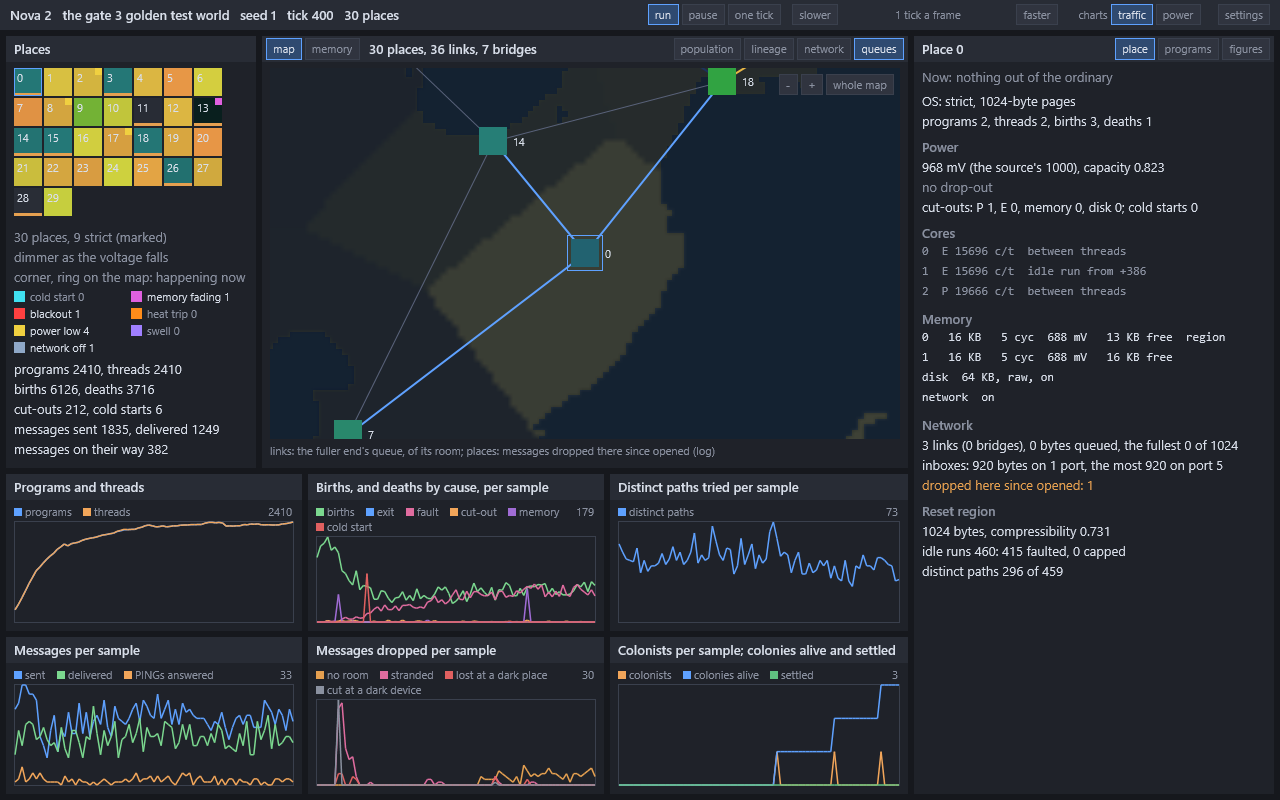 Nova 2 the gate 3 golden test world seed 1 tick 400 30 places
run pause one tick slower 1 tick a frame faster charts traffic power settings
Places
0 1 2 3 4 5 6
7 8 9 10 11 12 13
14 15 16 17 18 19 20
21 22 23 24 25 26 27
28 29
30 places, 9 strict (marked)
dimmer as the voltage falls
corner, ring on the map: happening now
cold start 0 memory fading 1
blackout 1 heat trip 0
power low 4 swell 0
network off 1
programs 2410, threads 2410
births 6126, deaths 3716
cut-outs 212, cold starts 6
messages sent 1835, delivered 1249
messages on their way 382
map memory 30 places, 36 links, 7 bridges population lineage network queues
18 - + whole map
14
0
7
links: the fuller end's queue, of its room; places: messages dropped there since opened (log)
Place 0 place programs figures
Now: nothing out of the ordinary
OS: strict, 1024-byte pages
programs 2, threads 2, births 3, deaths 1
Power
968 mV (the source's 1000), capacity 0.823
no drop-out
cut-outs: P 1, E 0, memory 0, disk 0; cold starts 0
Cores
0 E 15696 c/t between threads
1 E 15696 c/t idle run from +386
2 P 19666 c/t between threads
Memory
0 16 KB 5 cyc 688 mV 13 KB free region
1 16 KB 5 cyc 688 mV 16 KB free
disk 64 KB, raw, on
network on
Network
3 links (0 bridges), 0 bytes queued, the fullest 0 of 1024
inboxes: 920 bytes on 1 port, the most 920 on port 5
dropped here since opened: 1
Reset region
1024 bytes, compressibility 0.731
idle runs 460: 415 faulted, 0 capped
distinct paths 296 of 459
Programs and threads
programs threads 2410
Births, and deaths by cause, per sample
births exit fault cut-out memory 179
cold start
Distinct paths tried per sample
distinct paths 73
Messages per sample
sent delivered PINGs answered 33
Messages dropped per sample
no room stranded lost at a dark place 30
cut at a dark device
Colonists per sample; colonies alive and settled
colonists colonies alive settled 3